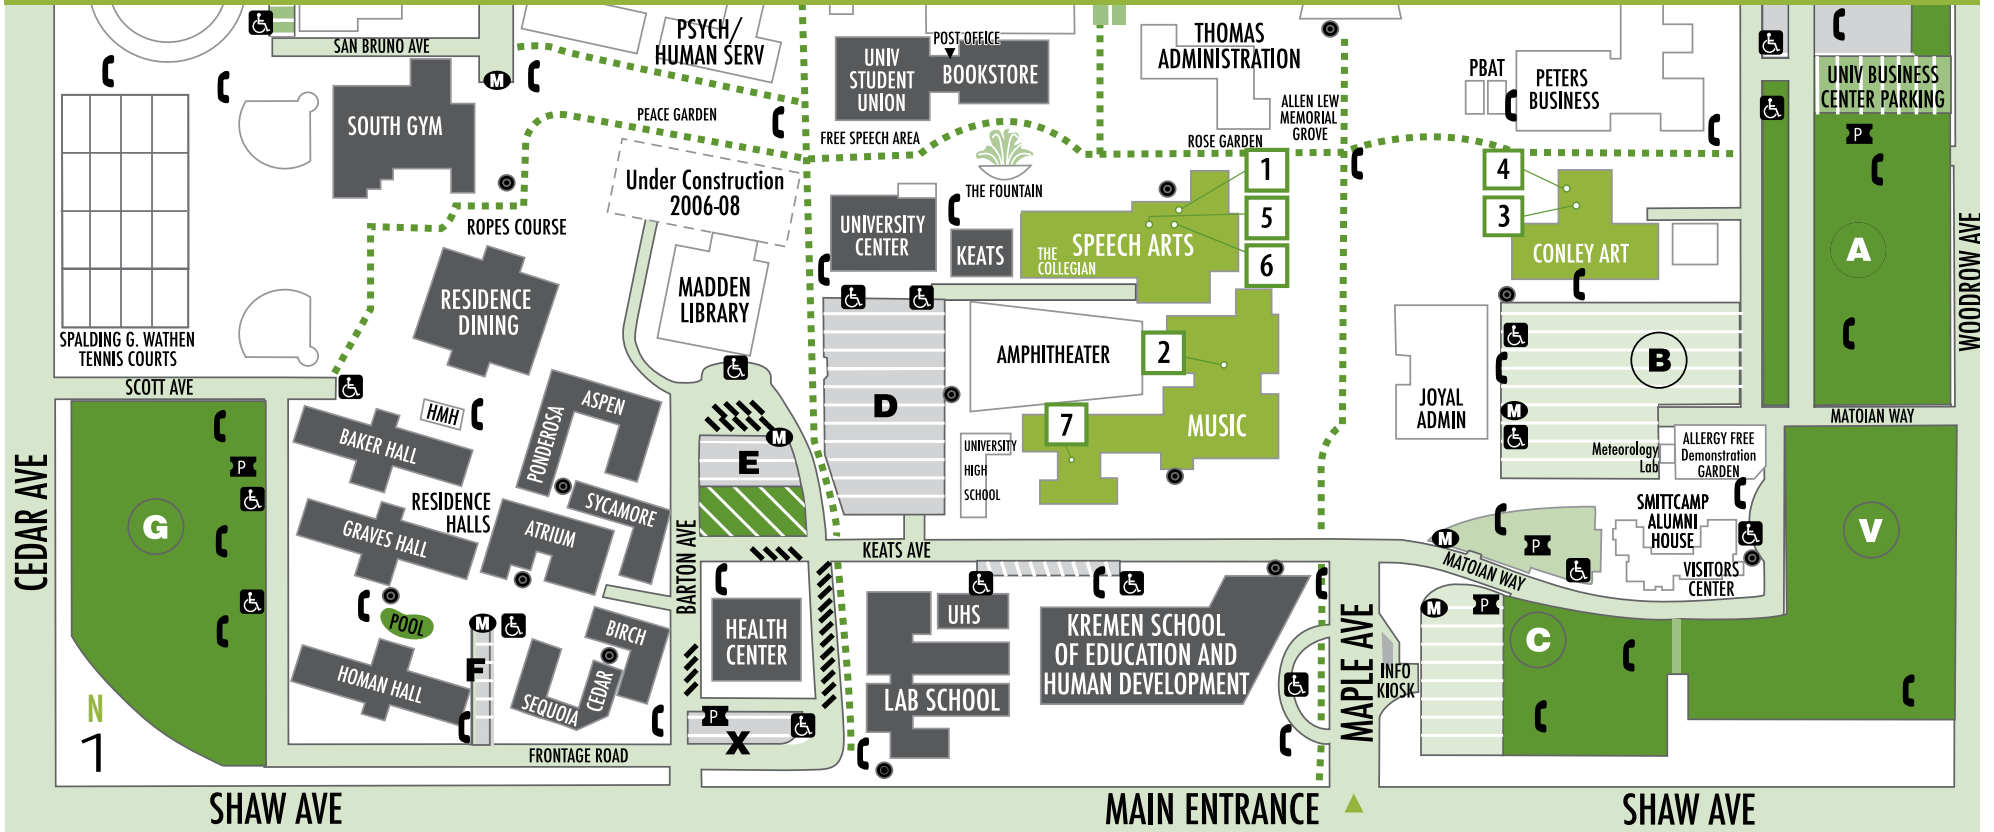 SAN BRUNO AVE
PSYCH/
HUMAN SERV
POST OFFICE
UNIV
STUDENT
UNION
BOOKSTORE
THOMAS
ADMINISTRATION
PBAT
PETERS
BUSINESS
UNIV BUSINESS
CENTER PARKING
SOUTH GYM
M
PEACE GARDEN
FREE SPEECH AREA
ALLEN LEW
MEMORIAL
GROVE
ROSE GARDEN
P
Under Construction
2006-08
THE FOUNTAIN
1
5
6
4
3
ROPES COURSE
UNIVERSITY
CENTER
KEATS
THE
COLLEGIAN
SPEECH ARTS
CONLEY ART
A
WOODROW AVE
RESIDENCE
DINING
MADDEN
LIBRARY
SPALDING G. WATHEN
TENNIS COURTS
AMPHITHEATER
2
B
SCOTT AVE
HMH
PONDEROSA
ASPEN
D
JOYAL
ADMIN
M
MATOIAN WAY
BAKER HALL
M
E
7
MUSIC
UNIVERSITY
HIGH
SCHOOL
Meteorology
Lab
ALLERGY FREE
Demonstration
GARDEN
CEDAR AVE
P
G
RESIDENCE
HALLS
SYCAMORE
GRAVES HALL
ATRIUM
BARTON AVE
KEATS AVE
SMITTCAMP
ALUMNI
HOUSE
V
M
P
MATOIAN WAY
VISITORS
CENTER
POOL
M
BIRCH
HEALTH
CENTER
UHS
KREMEN SCHOOL
OF EDUCATION AND
HUMAN DEVELOPMENT
MAPLE AVE
M
P
C
INFO
KIOSK
F
HOMAN HALL
SEQUOIA
CEDAR
LAB SCHOOL
P
X
N
1
FRONTAGE ROAD
SHAW AVE
MAIN ENTRANCE
SHAW AVE